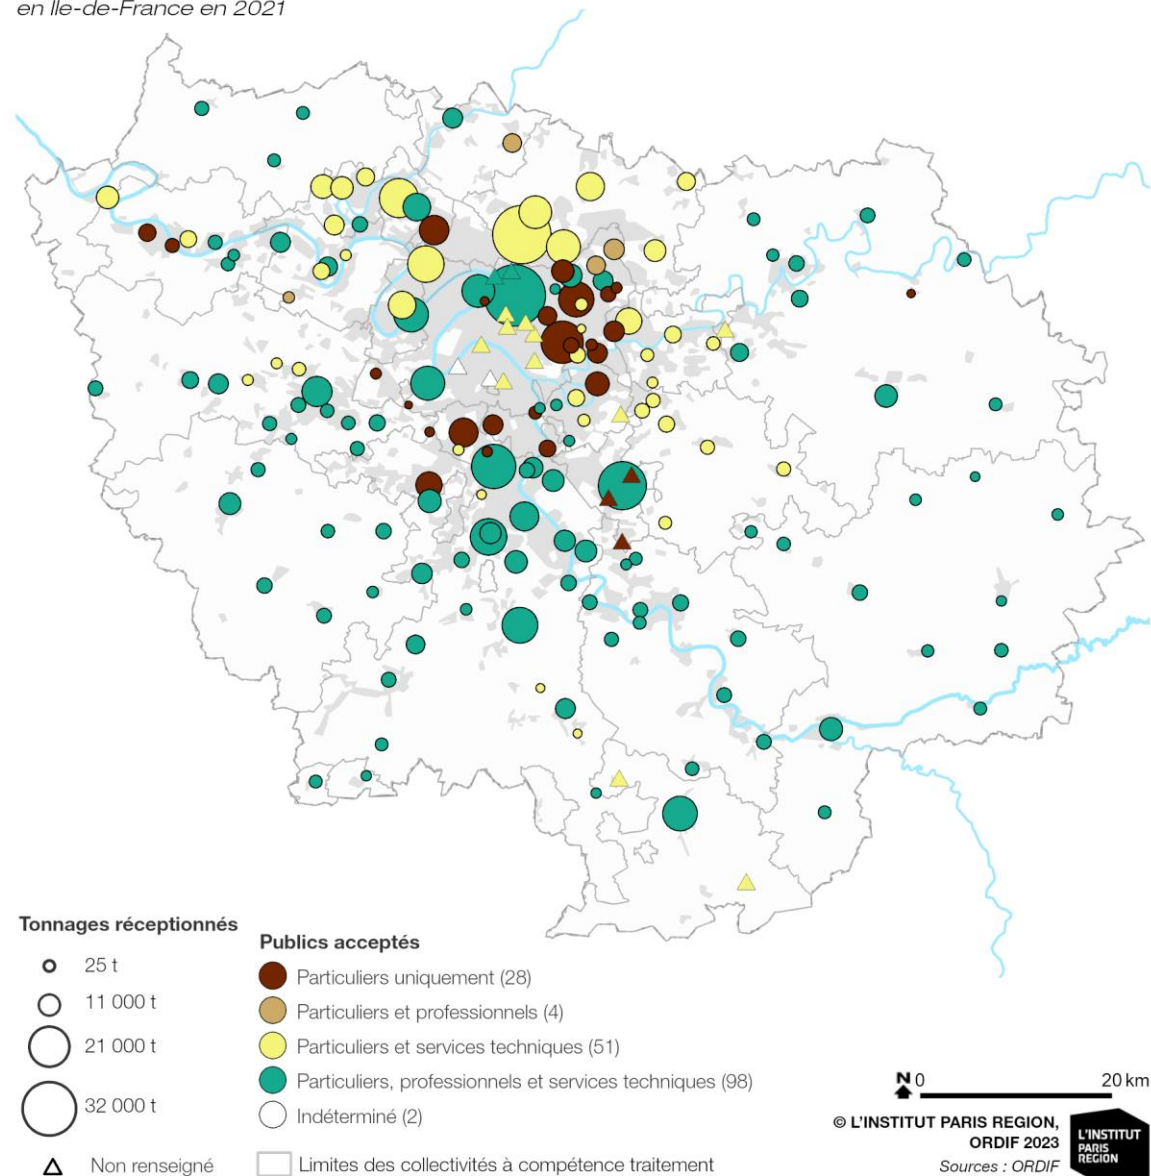 en Île-de-France en 2021
Tonnages réceptionnés
25 t
11 000 t
21 000 t
32 000 t
Non renseigné
Publics acceptés
Particuliers uniquement (28)
Particuliers et professionnels (4)
Particuliers et services techniques (51)
Particuliers, professionnels et services techniques (98)
Indéterminé (2)
Limites des collectivités à compétence traitement
N 0 20 km
© L'INSTITUT PARIS REGION,
ORDIF 2023
Sources : ORDIF
L'INSTITUT
PARIS
REGION